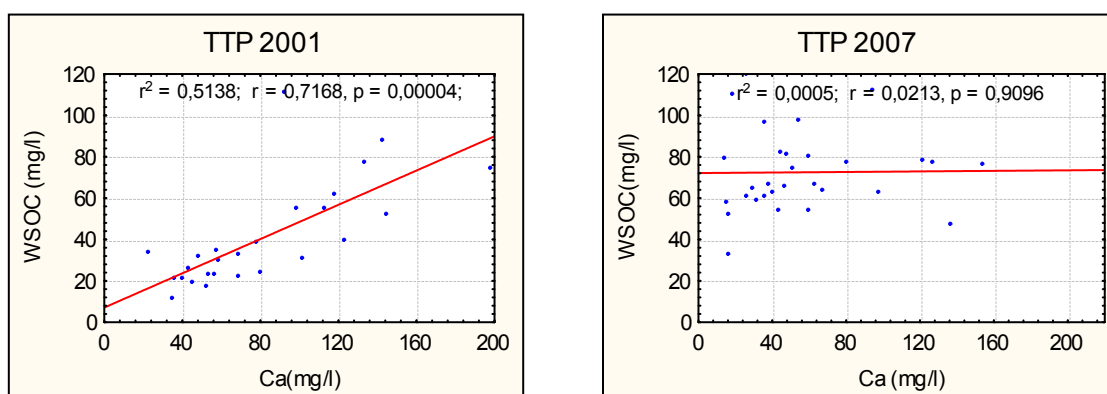 TTP 2001
r² = 0,5138; r = 0,7168, p = 0,00004;
WSOC (mg/l)
120
100
80
60
40
20
0
0 40 80 120 160 200
Ca(mg/l)
TTP 2007
r² = 0,0005; r = 0,0213, p = 0,9096
WSOC(mg/l)
120
100
80
60
40
20
0
0 40 80 120 160 200
Ca (mg/l)